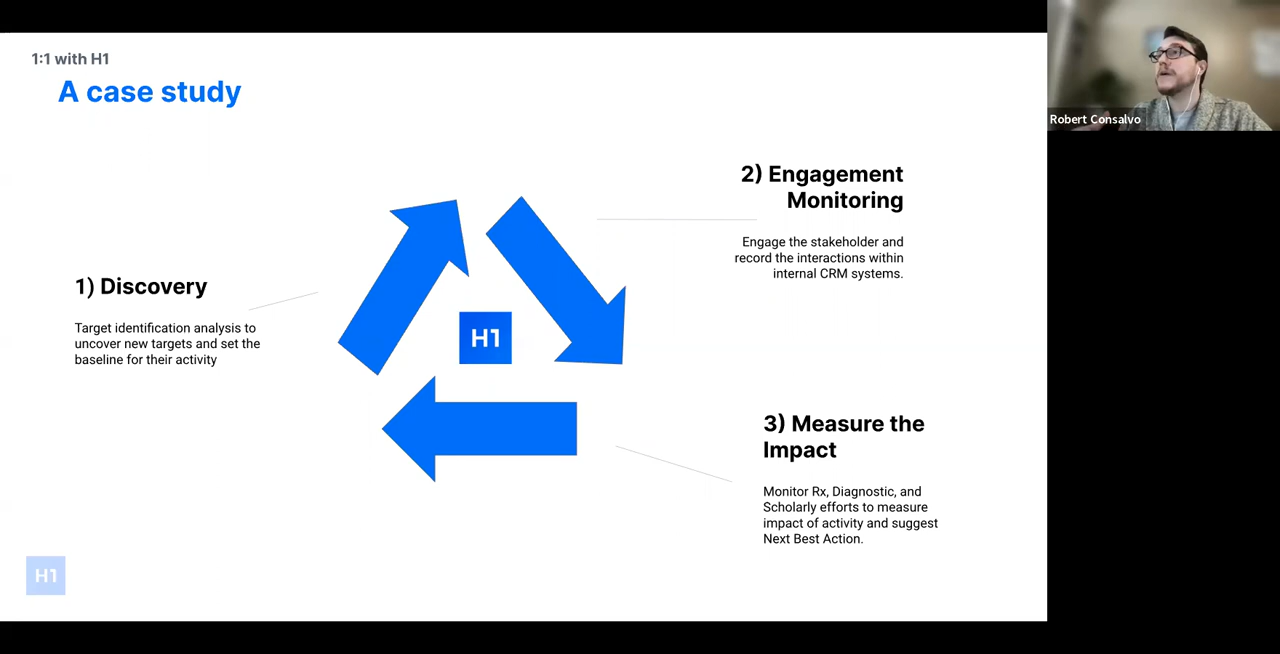 1:1 with H1
A case study
1) Discovery
Target identification analysis to
uncover new targets and set the
baseline for their activity
H1
2) Engagement
Monitoring
Engage the stakeholder and
record the interactions within
internal CRM systems.
3) Measure the
Impact
Monitor Rx, Diagnostic, and
Scholarly efforts to measure
impact of activity and suggest
Next Best Action.
H1
Robert Consalvo